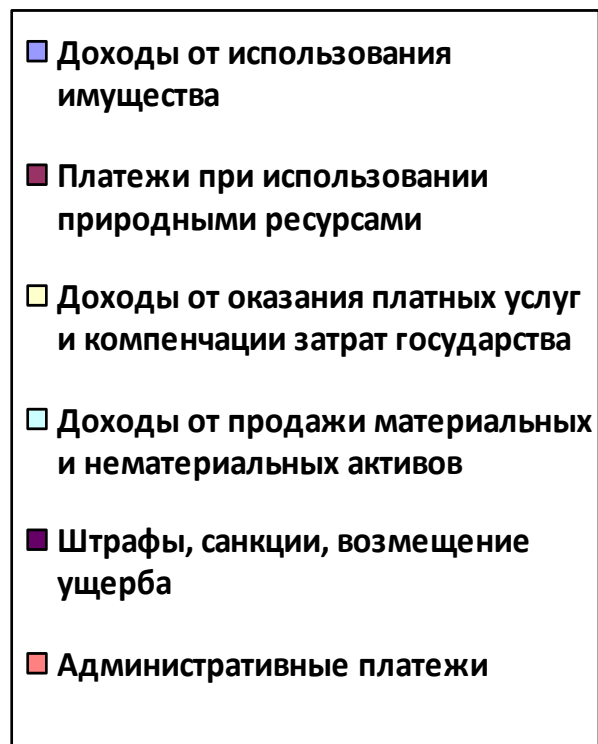 Доходы от использования
имущества
Платежи при использовании
природными ресурсами
Доходы от оказания платных услуг
и компенчации затрат государства
Доходы от продажи материальных
и нематериальных активов
Штрафы, санкции, возмещение
ущерба
Административные платежи